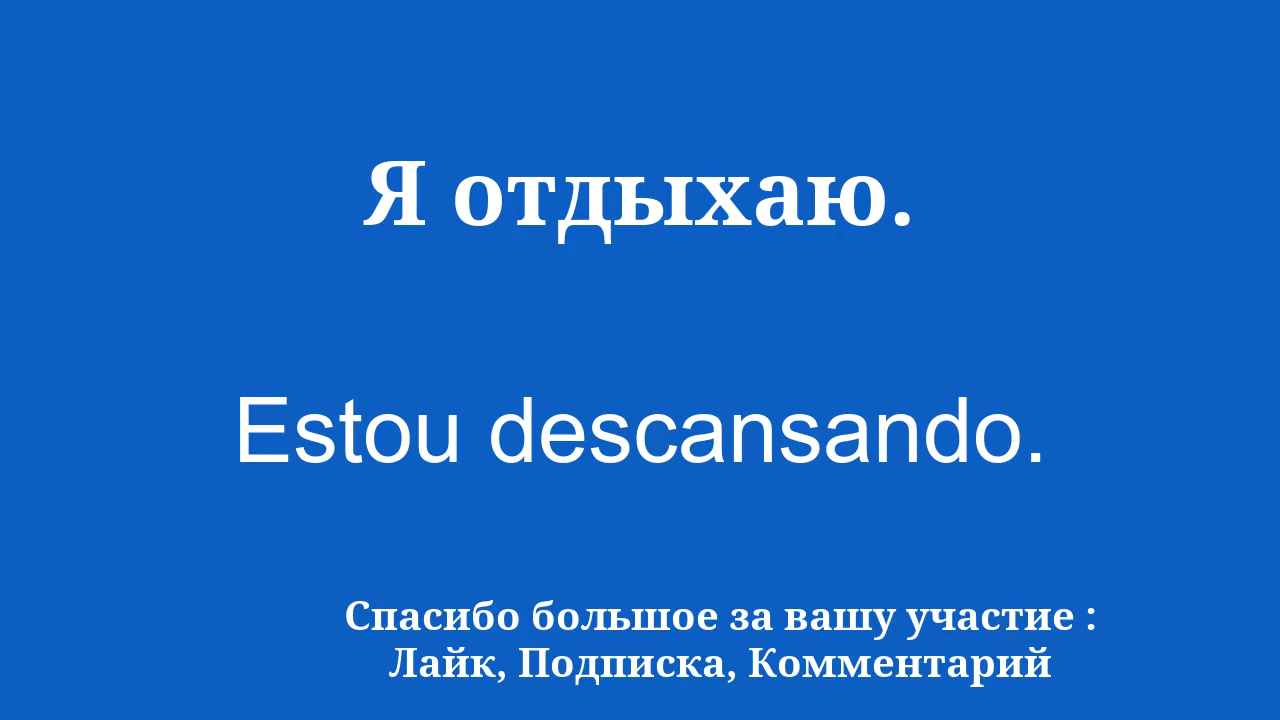 Я отдыхаю.
Estou descansando.
Спасибо большое за вашу участие :
Лайк, Подписка, Комментарий